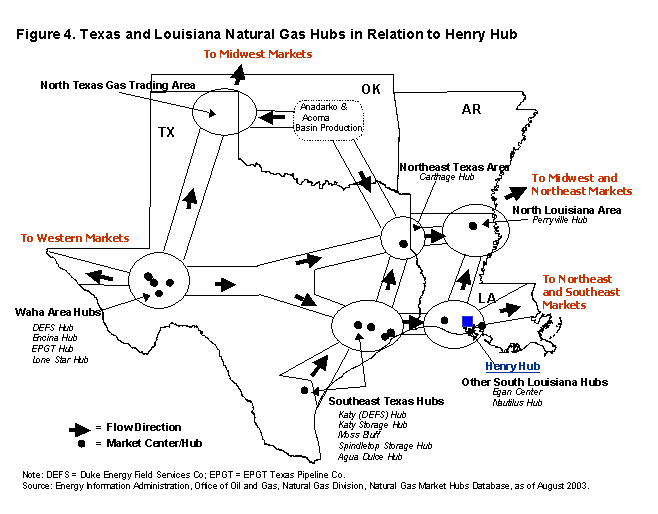 Figure 4. Texas and Louisiana Natural Gas Hubs in Relation to Henry Hub
To Midwest Markets
North Texas Gas Trading Area
OK
Anadarko &
Acoma
Basin Production
AR
TX
Northeast Texas Area
Carthage Hub
To Midwest and
Northeast Markets
North Louisiana Area
Perryville Hub
To Western Markets
To Northeast
and Southeast
Markets
LA
Waha Area Hubs
DEFS Hub
Encina Hub
EPGT Hub
Lone Star Hub
Henry Hub
Other South Louisiana Hubs
Egan Center
Nautilus Hub
Southeast Texas Hubs
Katy (DEFS) Hub
Katy Storage Hub
Moss Bluff
Spindletop Storage Hub
Agua Dulce Hub
= Flow Direction
= Market Center/Hub
Note: DEFS = Duke Energy Field Services Co; EPGT = EPGT Texas Pipeline Co.
Source: Energy Information Administration, Office of Oil and Gas, Natural Gas Division, Natural Gas Market Hubs Database, as of August 2003.